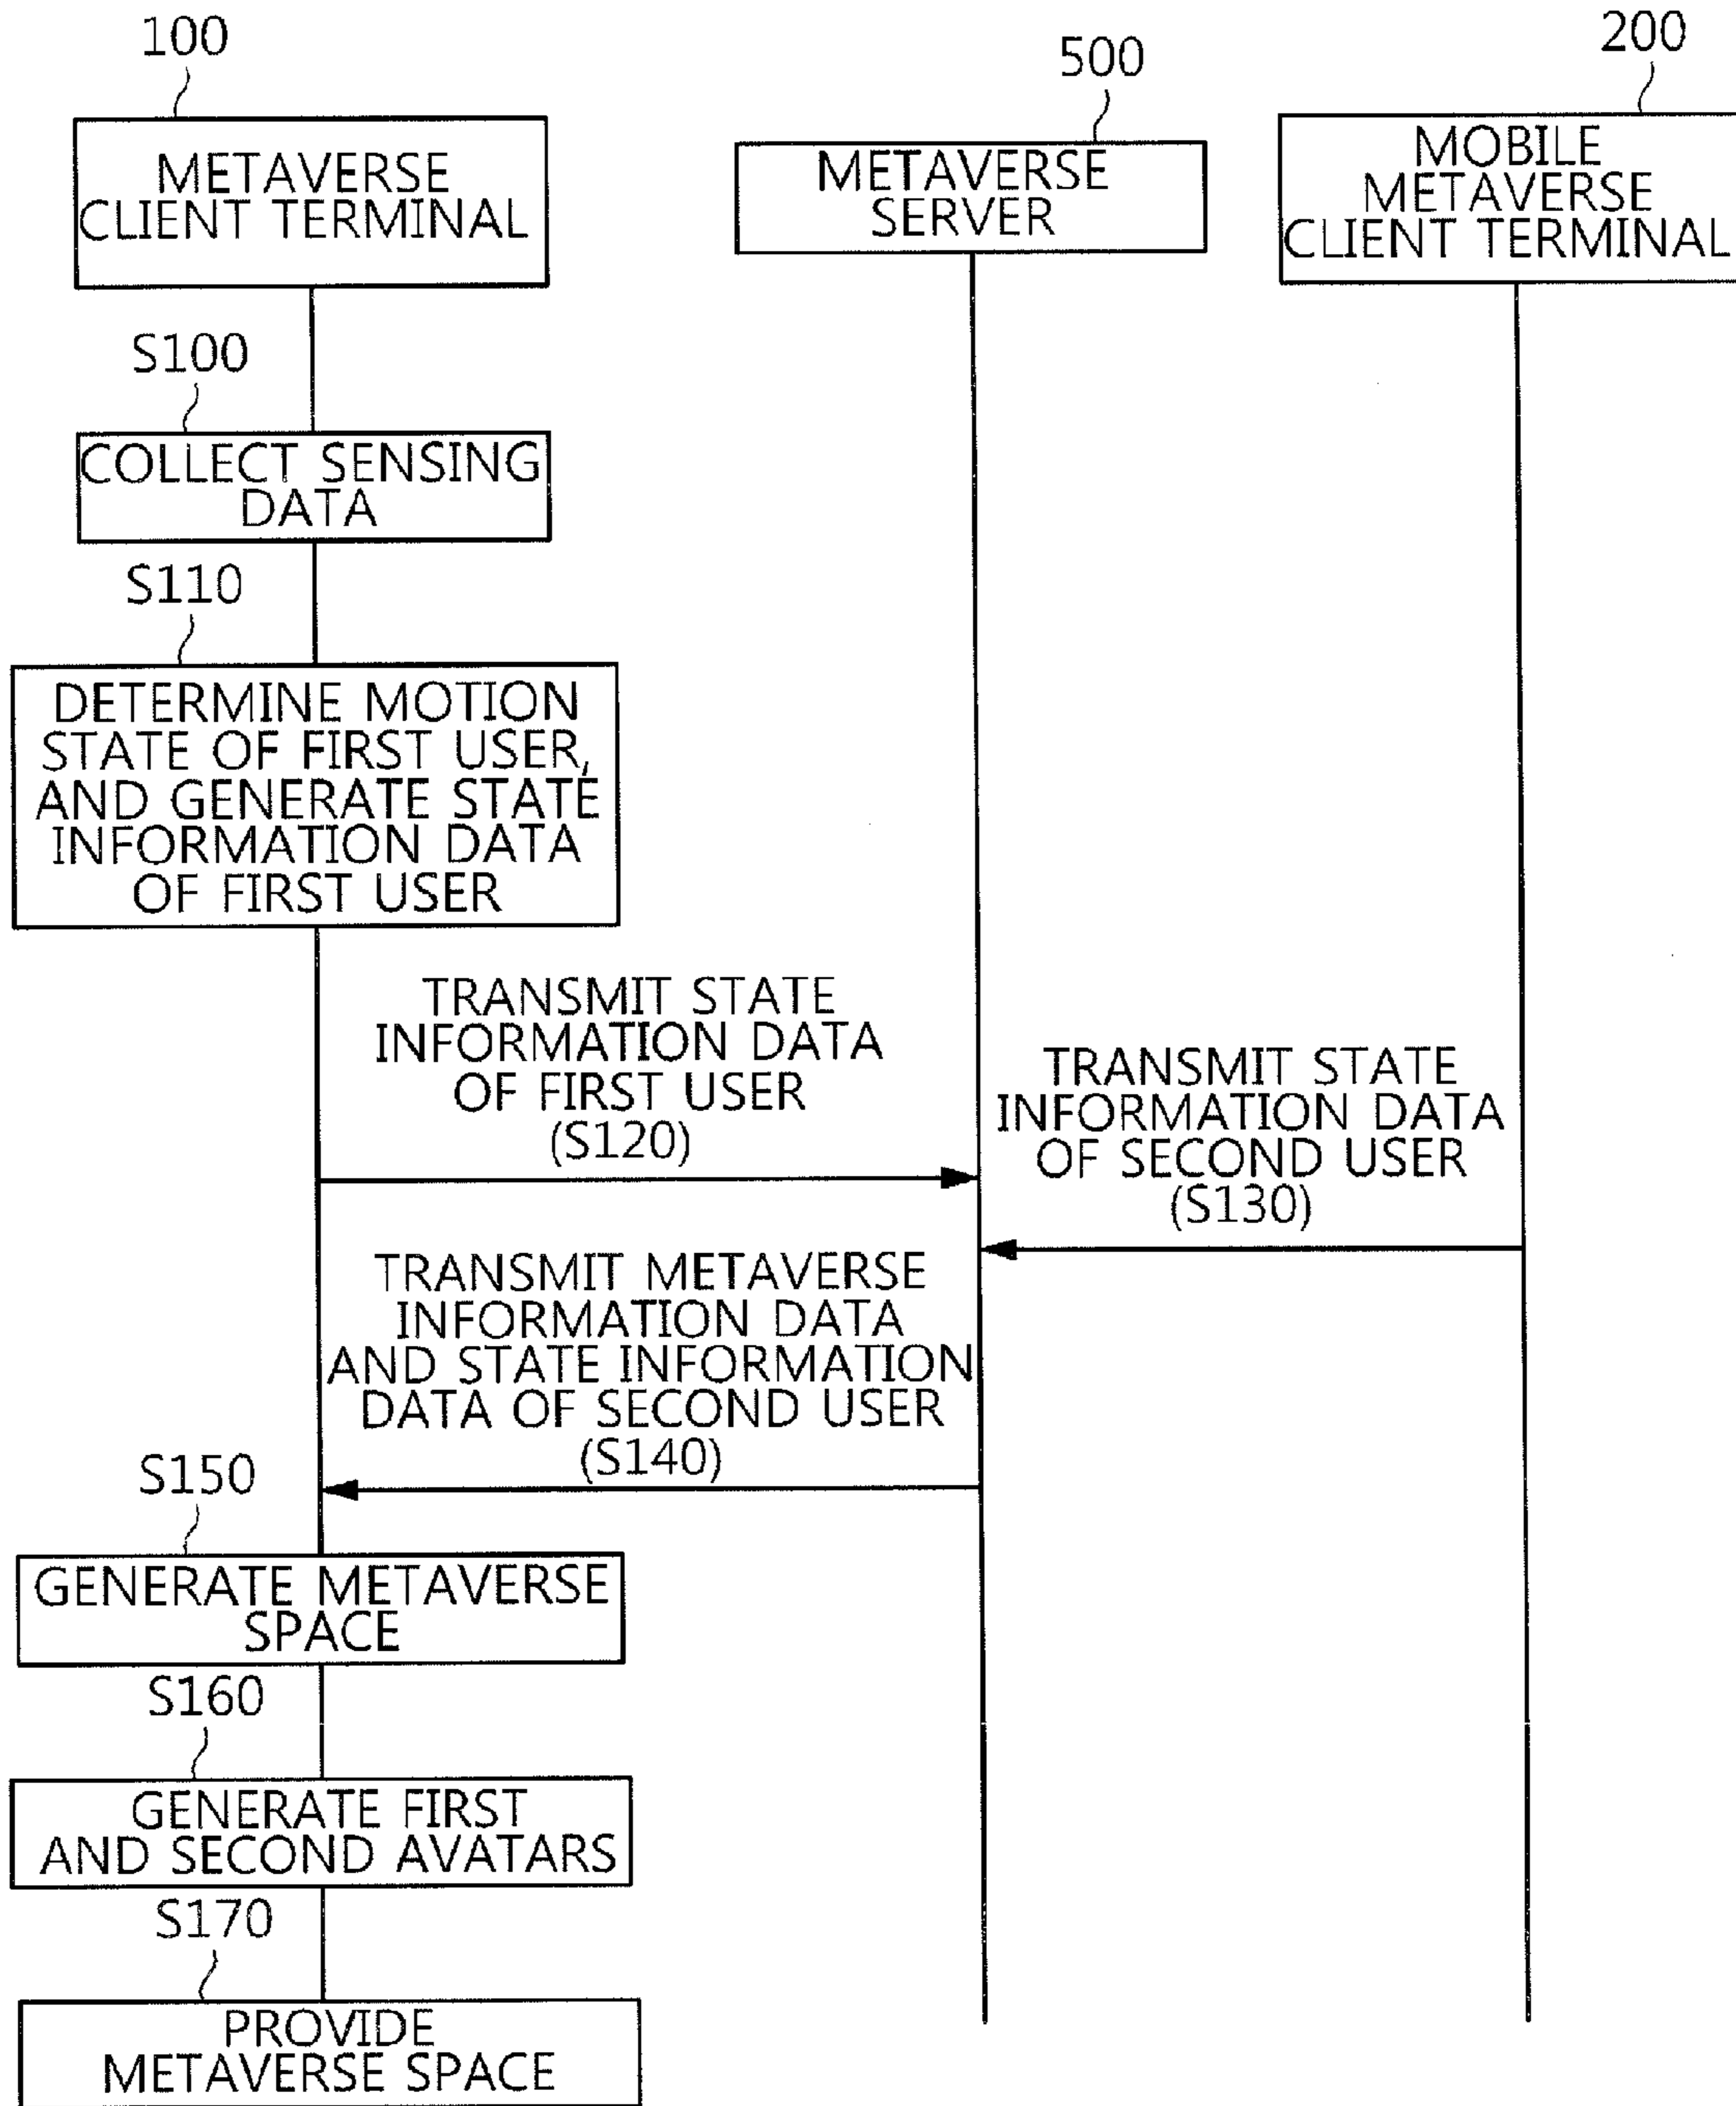 100
METAVERSE
CLIENT TERMINAL
500
METAVERSE
SERVER
200
MOBILE
METAVERSE
CLIENT TERMINAL
S100
COLLECT SENSING
DATA
S110
DETERMINE MOTION
STATE OF FIRST USER,
AND GENERATE STATE
INFORMATION DATA
OF FIRST USER
TRANSMIT STATE
INFORMATION DATA
OF FIRST USER
(S120)
TRANSMIT STATE
INFORMATION DATA
OF SECOND USER
(S130)
TRANSMIT METAVERSE
INFORMATION DATA
AND STATE INFORMATION
DATA OF SECOND USER
(S140)
S150
GENERATE METAVERSE
SPACE
S160
GENERATE FIRST
AND SECOND AVATARS
S170
PROVIDE
METAVERSE SPACE